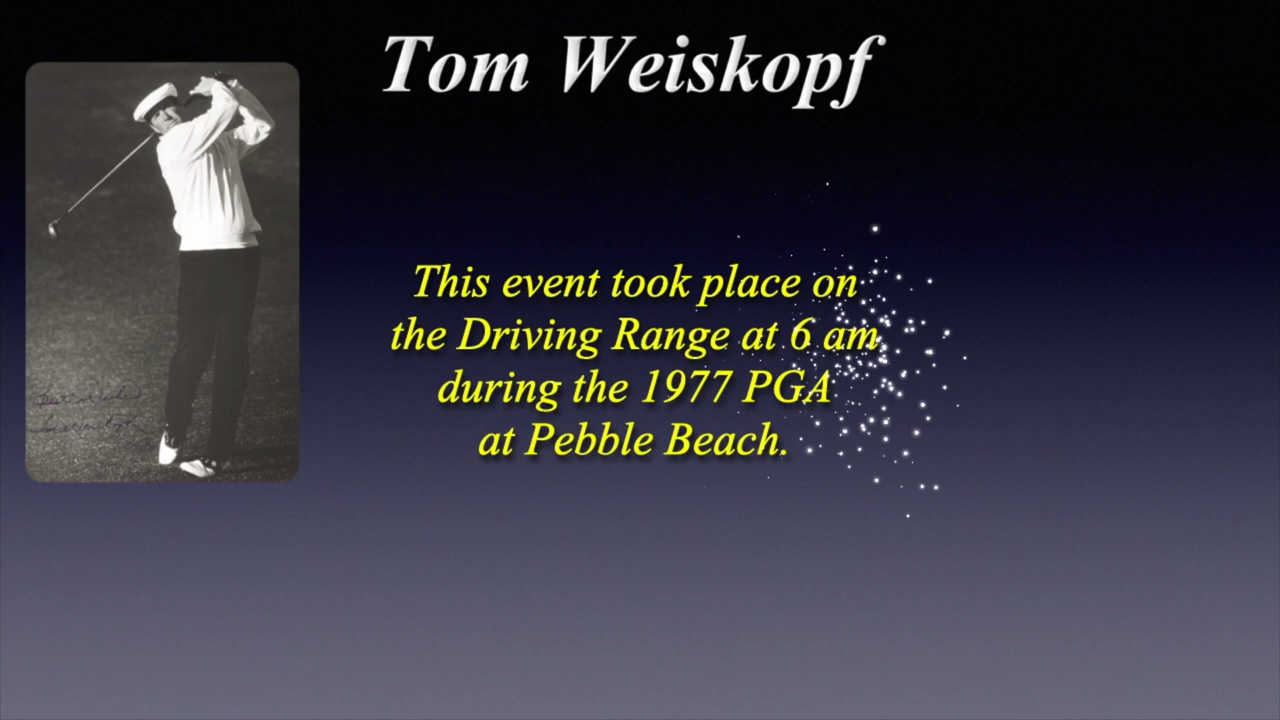 Tom Weiskopf
This event took place on
the Driving Range at 6 am
during the 1977 PGA
at Pebble Beach.